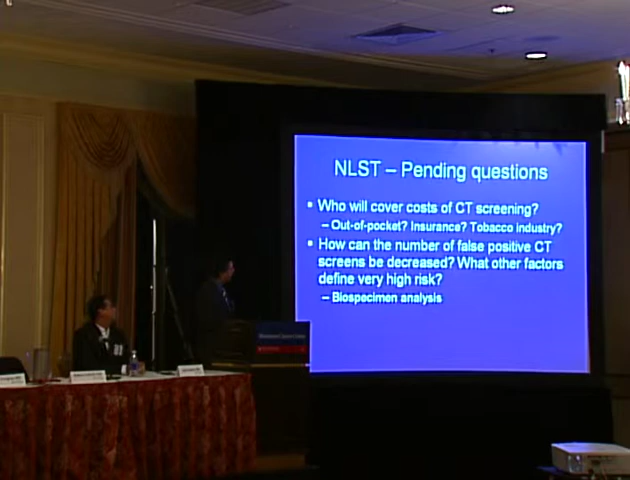 NLST – Pending questions
• Who will cover costs of CT screening?
– Out-of-pocket? Insurance? Tobacco industry?
• How can the number of false positive CT
screens be decreased? What other factors
define very high risk?
– Biospecimen analysis